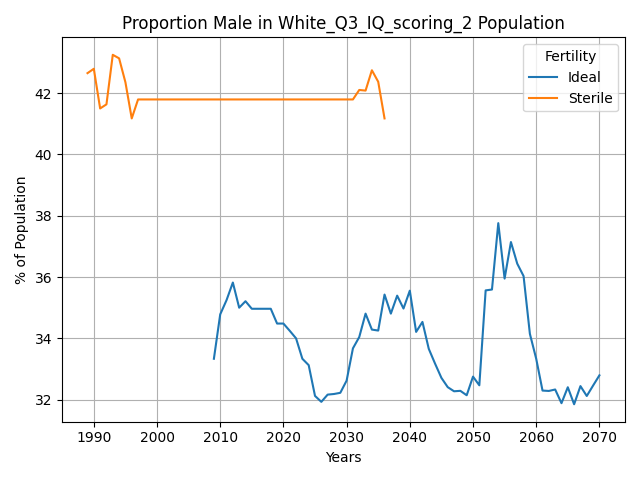 Proportion Male in White_Q3_IQ_scoring_2 Population
Fertility
Ideal
Sterile
% of Population
42
40
38
36
34
32
1990
2000
2010
2020
2030
2040
2050
2060
2070
Years